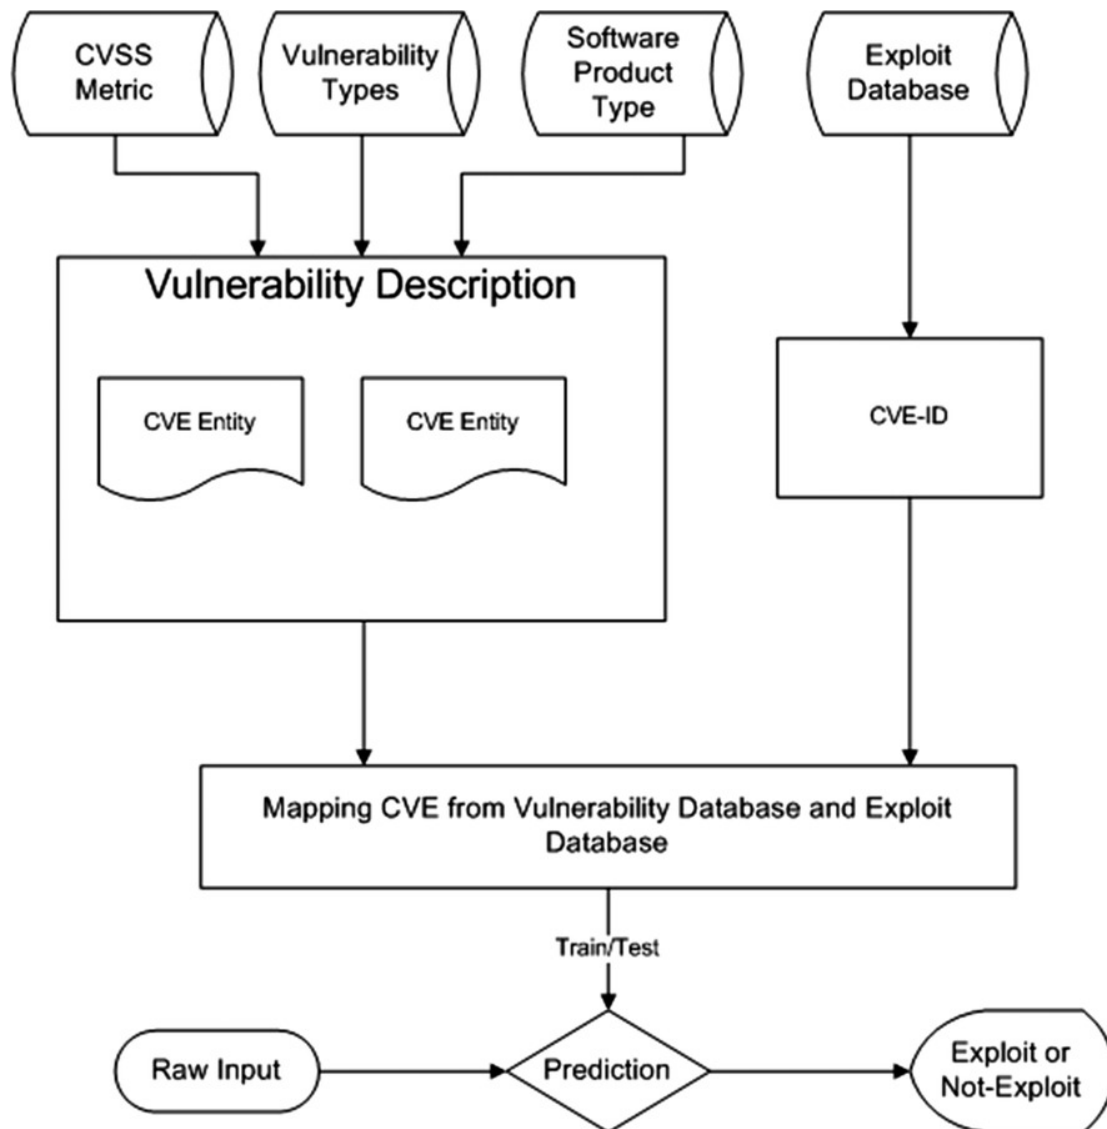 CVSS
Metric
Vulnerability
Types
Software
Product
Type
Exploit
Database
Vulnerability Description
CVE Entity
CVE Entity
CVE-ID
Mapping CVE from Vulnerability Database and Exploit
Database
Train/Test
Raw Input
Prediction
Exploit or
Not-Exploit